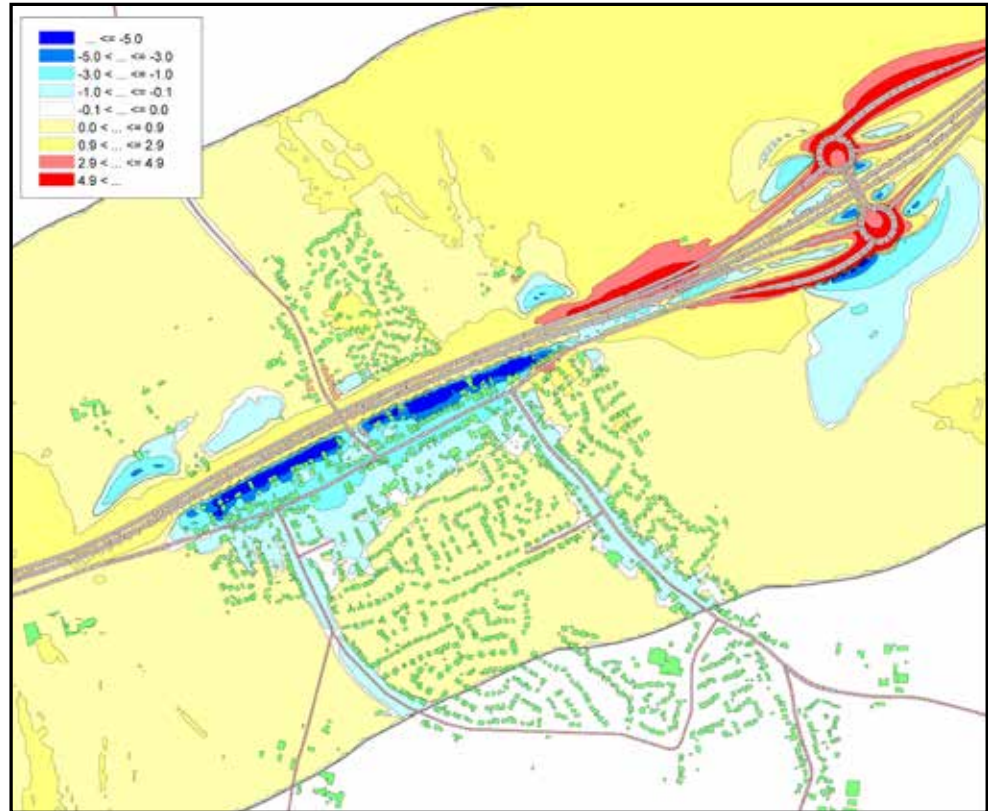 ... <= -5.0
-5.0 < ... <= -3.0
-3.0 < ... <= -1.0
-1.0 < ... <= -0.1
-0.1 < ... <= 0.0
0.0 < ... <= 0.9
0.9 < ... <= 2.9
2.9 < ... <= 4.9
4.9 < ...